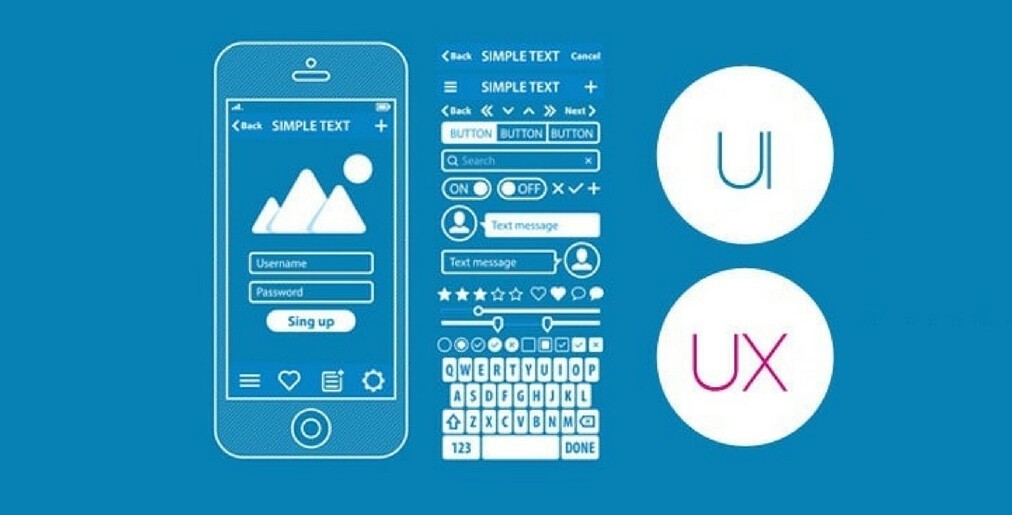 Back SIMPLE TEXT
Username
Password
Sing up
Back SIMPLE TEXT Cancel
SIMPLE TEXT
Back Next
BUTTON BUTTON BUTTON
Search
ON OFF
Text message
Text message
Q W E R T Y U I O P
A S D F G H J K L
Z X C V B N M
123 DONE
UI
UX